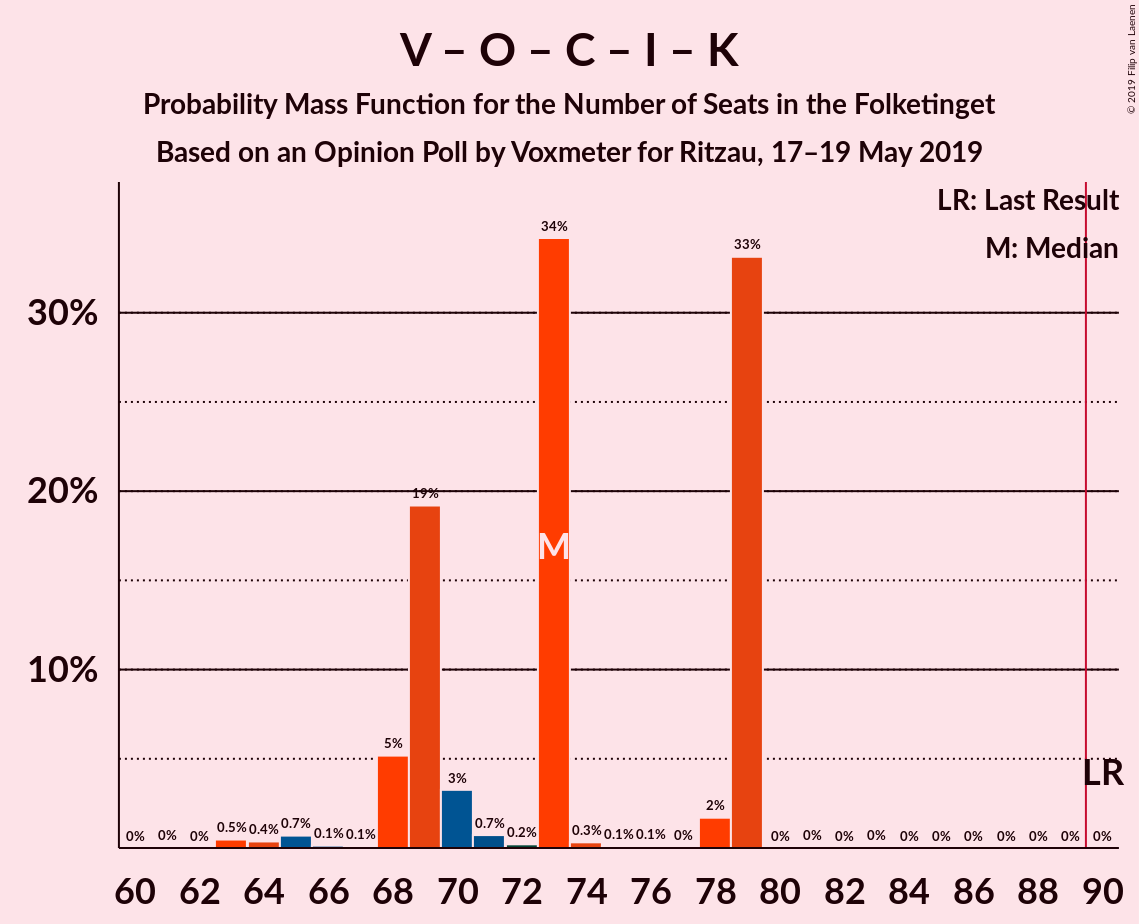 V – O – C – I – K
Probability Mass Function for the Number of Seats in the Folketinget
Based on an Opinion Poll by Voxmeter for Ritzau, 17–19 May 2019
© 2019 Filip van Laenen
LR: Last Result
M: Median
30%
20%
10%
0% 0% 0% 0.5% 0.4% 0.7% 0.1% 0.1% 5% 19% 3% 0.7% 0.2% 34% 0.3% 0.1% 0.1% 0% 2% 33% 0% 0% 0% 0% 0% 0% 0% 0% 0% 0% 0%
M
LR
60 62 64 66 68 70 72 74 76 78 80 82 84 86 88 90